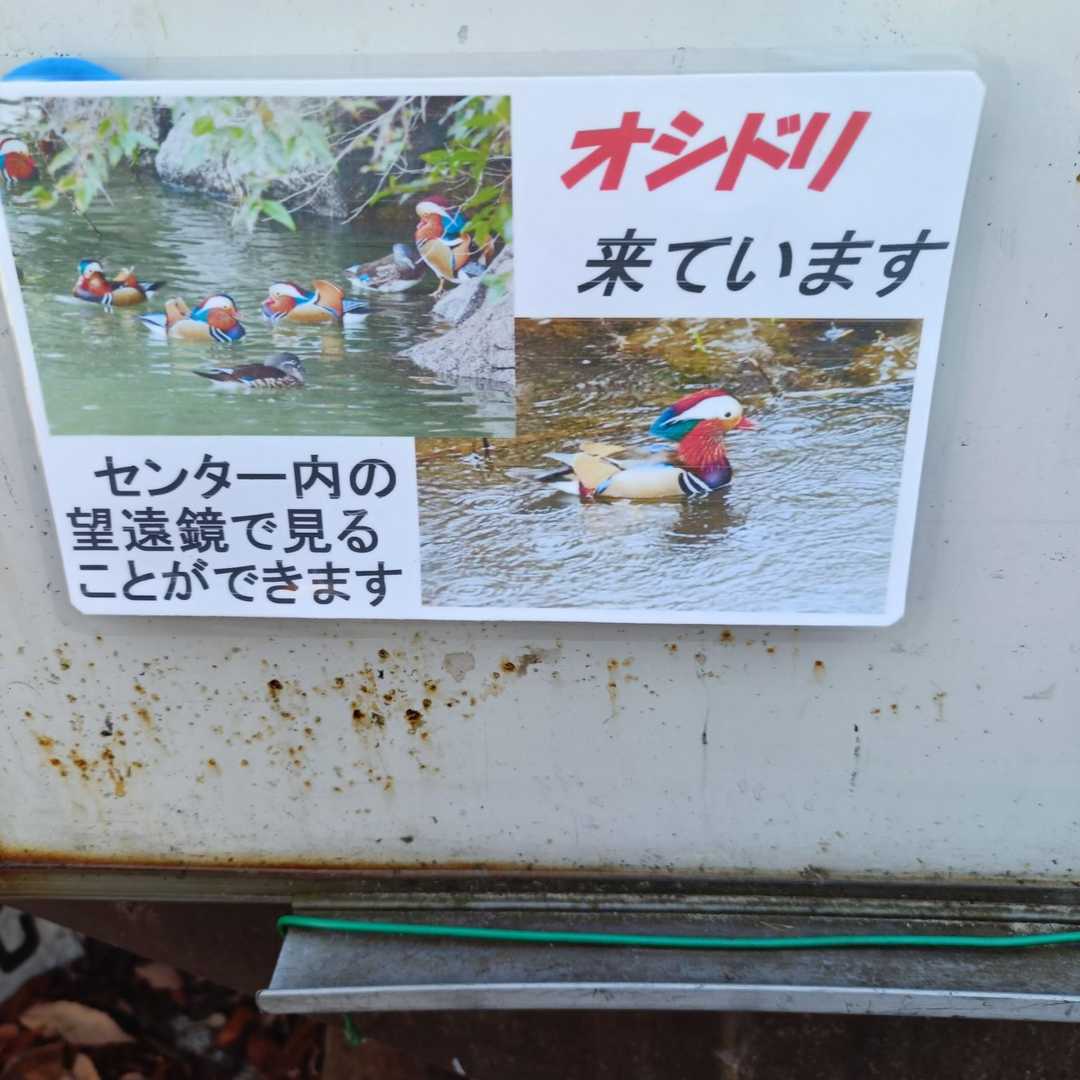 オシドリ
来ています
センター内の
望遠鏡で見る
ことができます